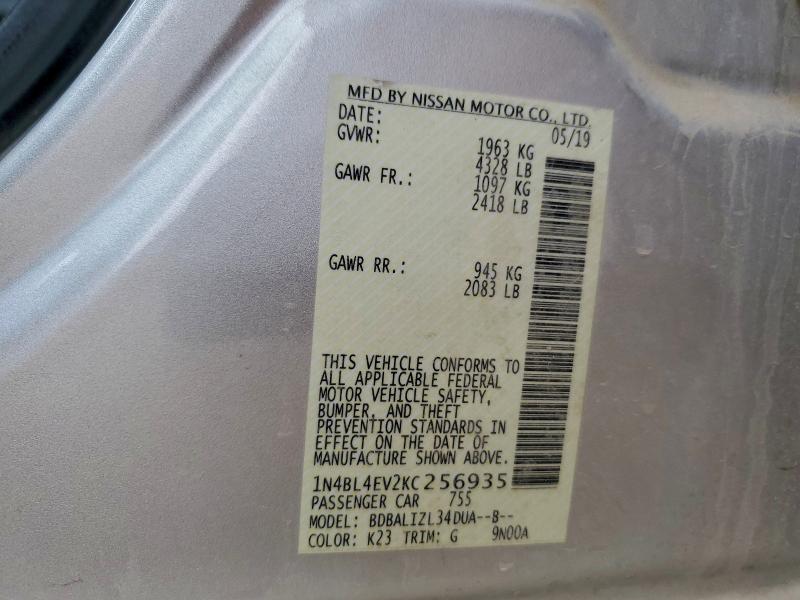 MFD BY NISSAN MOTOR CO., LTD.
DATE: 05/19
GVWR: 1963 KG
4328 LB
GAWR FR.: 1097 KG
2418 LB
GAWR RR.: 945 KG
2083 LB
THIS VEHICLE CONFORMS TO
ALL APPLICABLE FEDERAL
MOTOR VEHICLE SAFETY,
BUMPER, AND THEFT
PREVENTION STANDARDS IN
EFFECT ON THE DATE OF
MANUFACTURE SHOWN ABOVE.
1N4BL4EV2KC256935
PASSENGER CAR 755
MODEL: BDBALIZL34DUA--B--
COLOR: K23 TRIM: G 9N00A